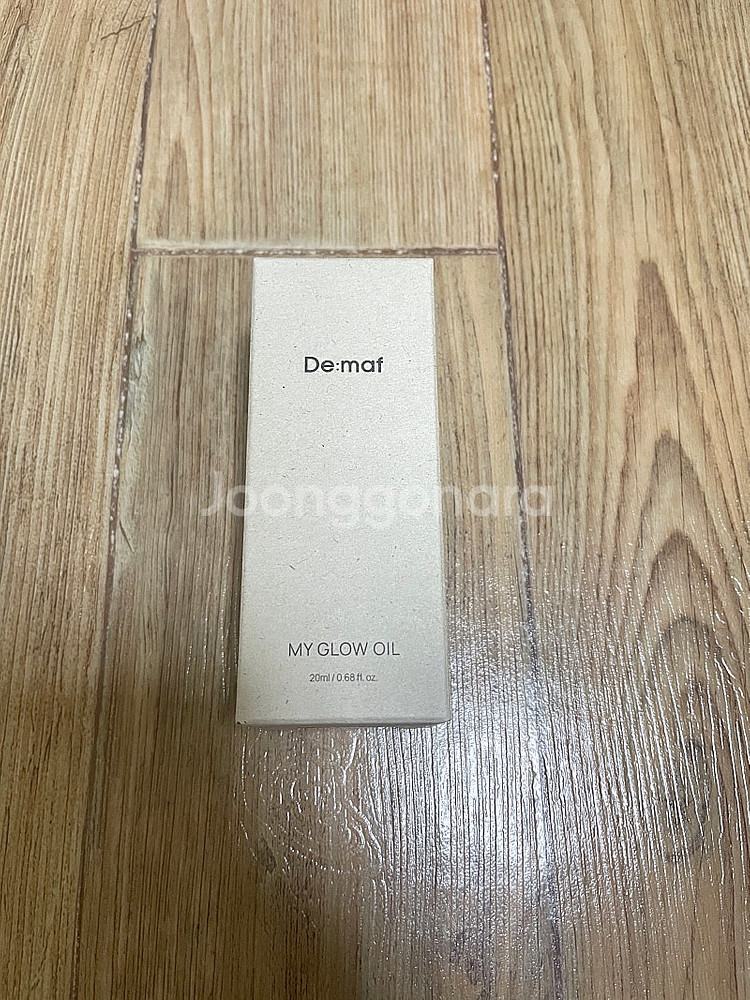 De:maf
Joonggonara
MY GLOW OIL
20ml / 0.68 fl. oz.